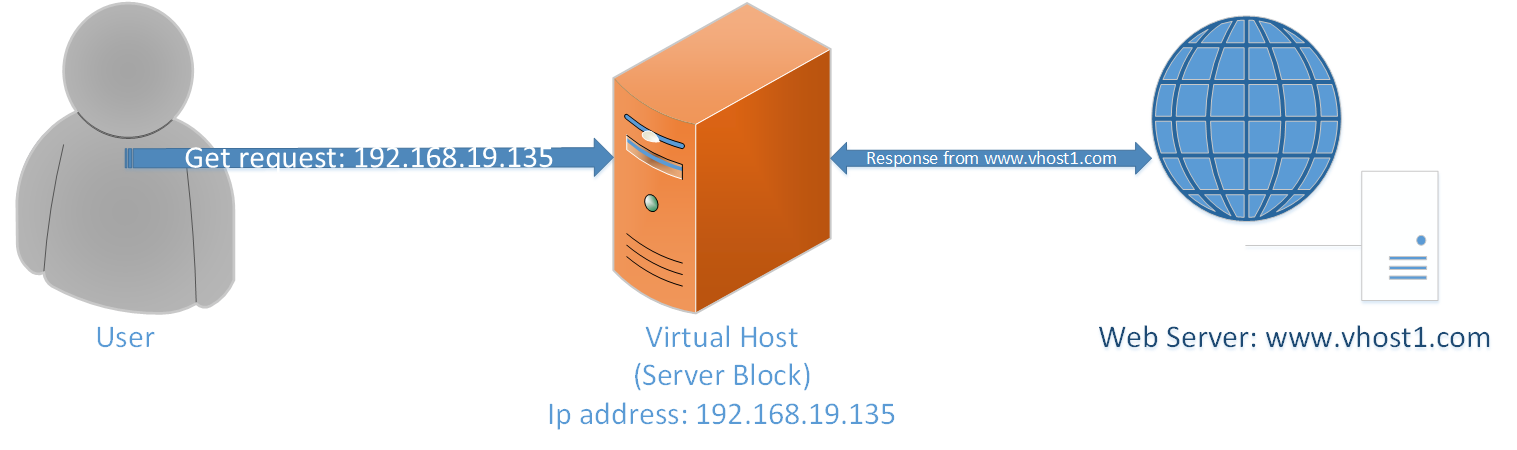 Get request: 192.168.19.135
Response from www.vhost1.com
User
Virtual Host
(Server Block)
Ip address: 192.168.19.135
Web Server: www.vhost1.com